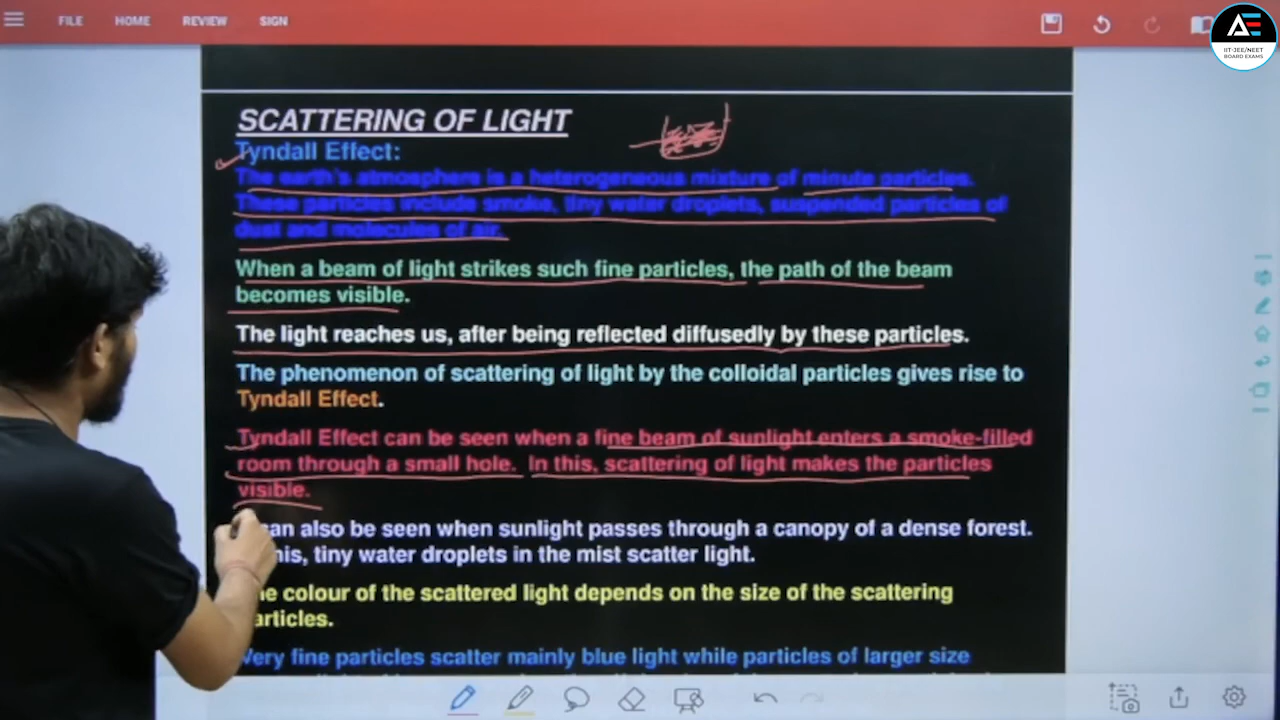 FILE HOME REVIEW SIGN
AE
IIT-JEE/NEET
BOARD EXAMS
SCATTERING OF LIGHT
Tyndall Effect:
The earth's atmosphere is a heterogeneous mixture of minute particles.
These particles include smoke, tiny water droplets, suspended particles of
dust and molecules of air.
When a beam of light strikes such fine particles, the path of the beam
becomes visible.
The light reaches us, after being reflected diffusedly by these particles.
The phenomenon of scattering of light by the colloidal particles gives rise to
Tyndall Effect.
Tyndall Effect can be seen when a fine beam of sunlight enters a smoke-filled
room through a small hole. In this, scattering of light makes the particles
visible.
can also be seen when sunlight passes through a canopy of a dense forest.
his, tiny water droplets in the mist scatter light.
e colour of the scattered light depends on the size of the scattering
articles.
Very fine particles scatter mainly blue light while particles of larger size